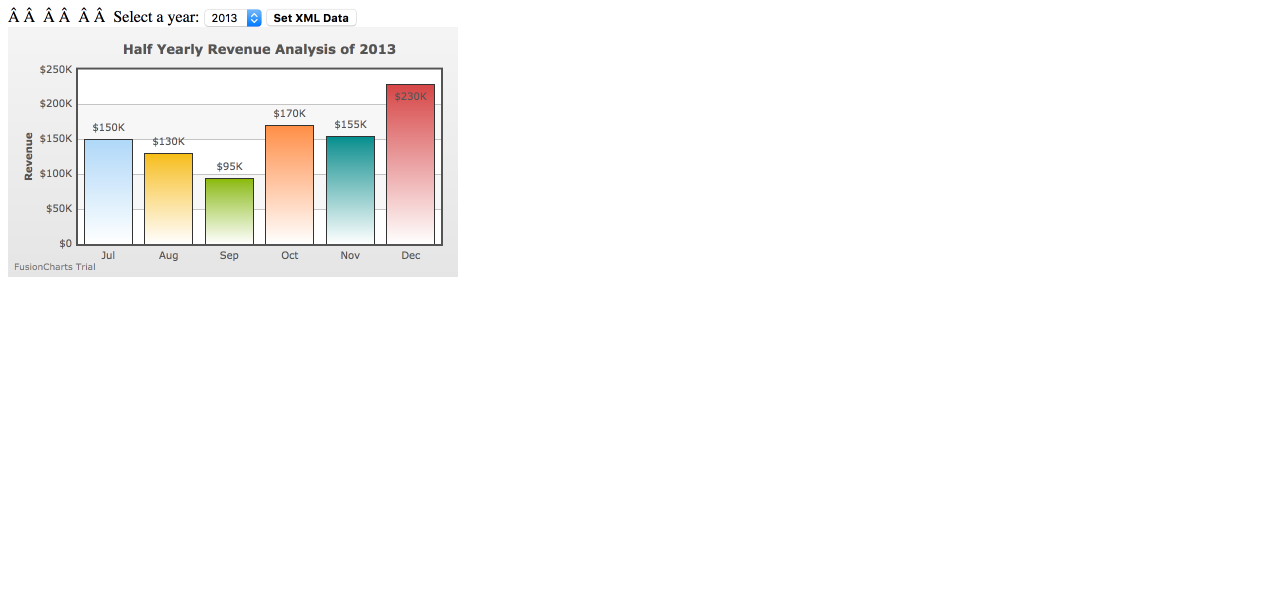 Â Â  Â Â  Â Â  Select a year: 2013 Set XML Data
Half Yearly Revenue Analysis of 2013
$250K
$200K
$150K
$100K
$50K
$0
Revenue
$150K
$130K
$95K
$170K
$155K
$230K
Jul Aug Sep Oct Nov Dec
FusionCharts Trial